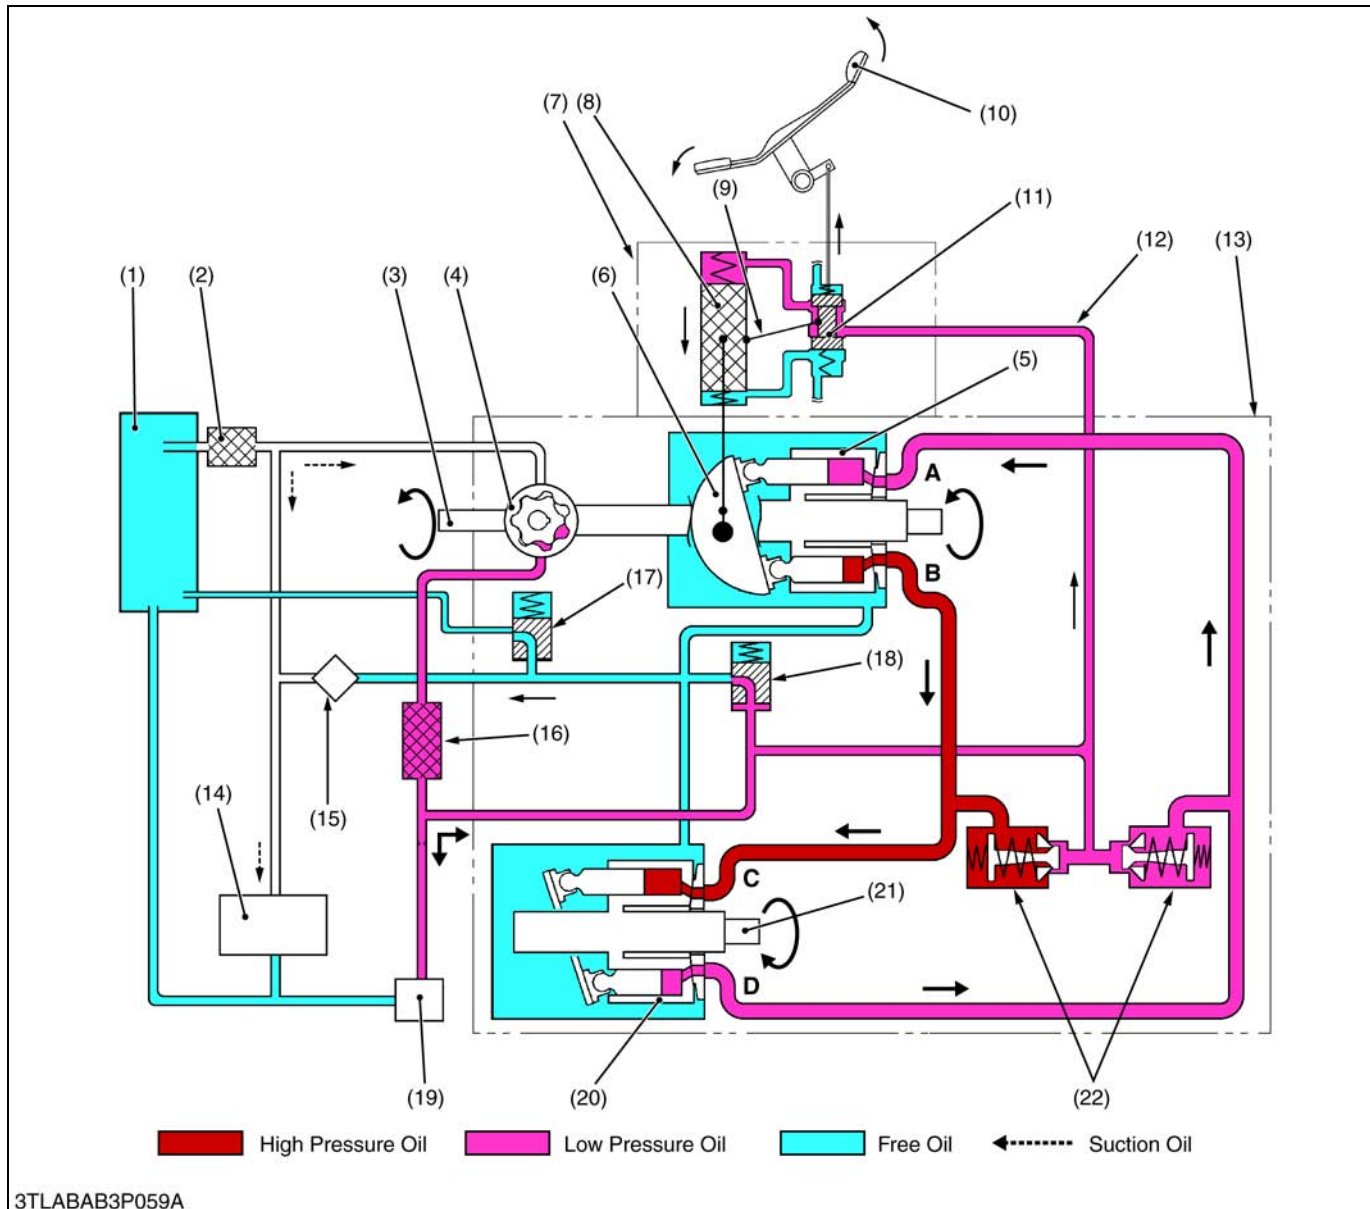 (10)
(7) (8)
(9)
(11)
(12)
(13)
(1)
(2)
(3)
(4)
(6)
(5)
A
B
(17)
(18)
(16)
(14)
(15)
C
(21)
D
(19)
(20)
(22)
High Pressure Oil
Low Pressure Oil
Free Oil
Suction Oil
3TLABAB3P059A